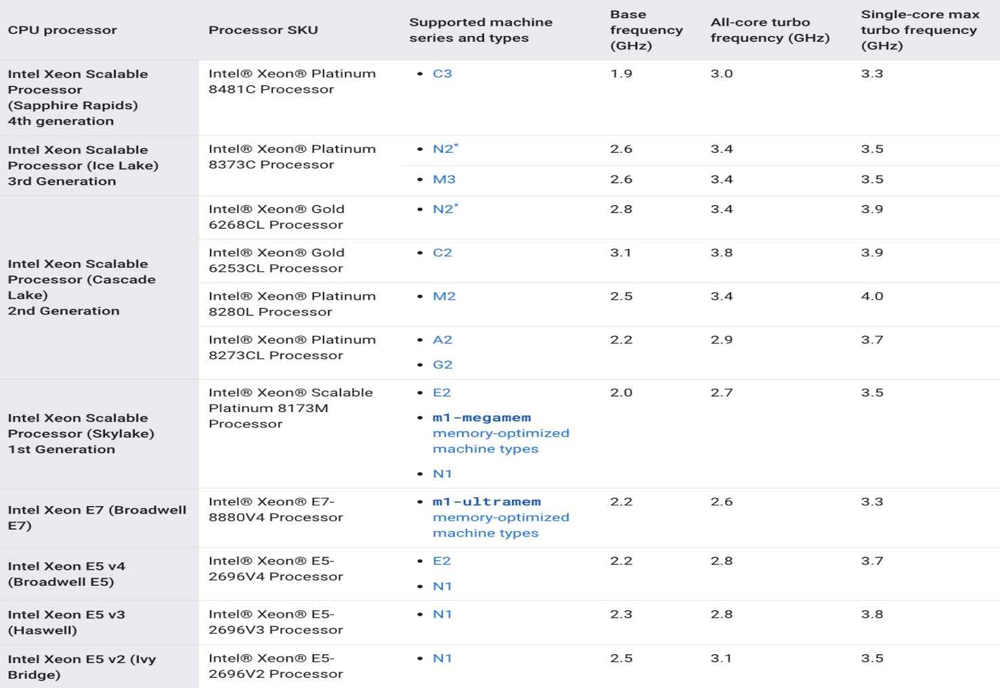 CPU processor
Processor SKU
Supported machine
series and types
Base
frequency
(GHz)
All-core turbo
frequency (GHz)
Single-core max
turbo frequency
(GHz)
Intel Xeon Scalable
Processor
(Sapphire Rapids)
4th generation
Intel® Xeon® Platinum
8481C Processor
• C3
1.9
3.0
3.3
Intel Xeon Scalable
Processor (Ice Lake)
3rd Generation
Intel® Xeon® Platinum
8373C Processor
• N2*
2.6
3.4
3.5
• M3
2.6
3.4
3.5
Intel Xeon Scalable
Processor (Cascade
Lake)
2nd Generation
Intel® Xeon® Gold
6268CL Processor
• N2*
2.8
3.4
3.9
Intel® Xeon® Gold
6253CL Processor
• C2
3.1
3.8
3.9
Intel® Xeon® Platinum
8280L Processor
• M2
2.5
3.4
4.0
Intel® Xeon® Platinum
8273CL Processor
• A2
• G2
2.2
2.9
3.7
Intel Xeon Scalable
Processor (Skylake)
1st Generation
Intel® Xeon® Scalable
Platinum 8173M
Processor
• E2
• m1-megamem
memory-optimized
machine types
• N1
2.0
2.7
3.5
Intel Xeon E7 (Broadwell
E7)
Intel® Xeon® E7-
8880V4 Processor
• m1-ultramem
memory-optimized
machine types
2.2
2.6
3.3
Intel Xeon E5 v4
(Broadwell E5)
Intel® Xeon® E5-
2696V4 Processor
• E2
• N1
2.2
2.8
3.7
Intel Xeon E5 v3
(Haswell)
Intel® Xeon® E5-
2696V3 Processor
• N1
2.3
2.8
3.8
Intel Xeon E5 v2 (Ivy
Bridge)
Intel® Xeon® E5-
2696V2 Processor
• N1
2.5
3.1
3.5